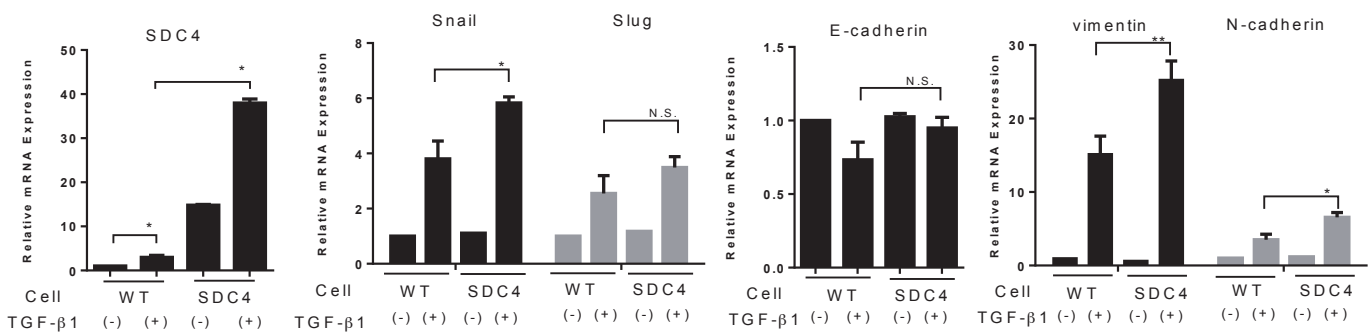 SDC4
Relative mRNA Expression
50
40
30
20
10
0
*
*
Cell WT SDC4
TGF-β1 (-) (+) (-) (+)
Snail Slug
Relative mRNA Expression
8
6
4
2
0
*
N.S.
Cell WT SDC4 WT SDC4
TGF-β1 (-) (+) (-) (+) (-) (+) (-) (+)
E-cadherin
Relative mRNA Expression
1.5
1.0
0.5
0.0
N.S.
Cell WT SDC4
TGF-β1 (-) (+) (-) (+)
vimentin N-cadherin
Relative mRNA Expression
30
20
10
0
**
*
Cell WT SDC4 WT SDC4
TGF-β1 (-) (+) (-) (+) (-) (+) (-) (+)